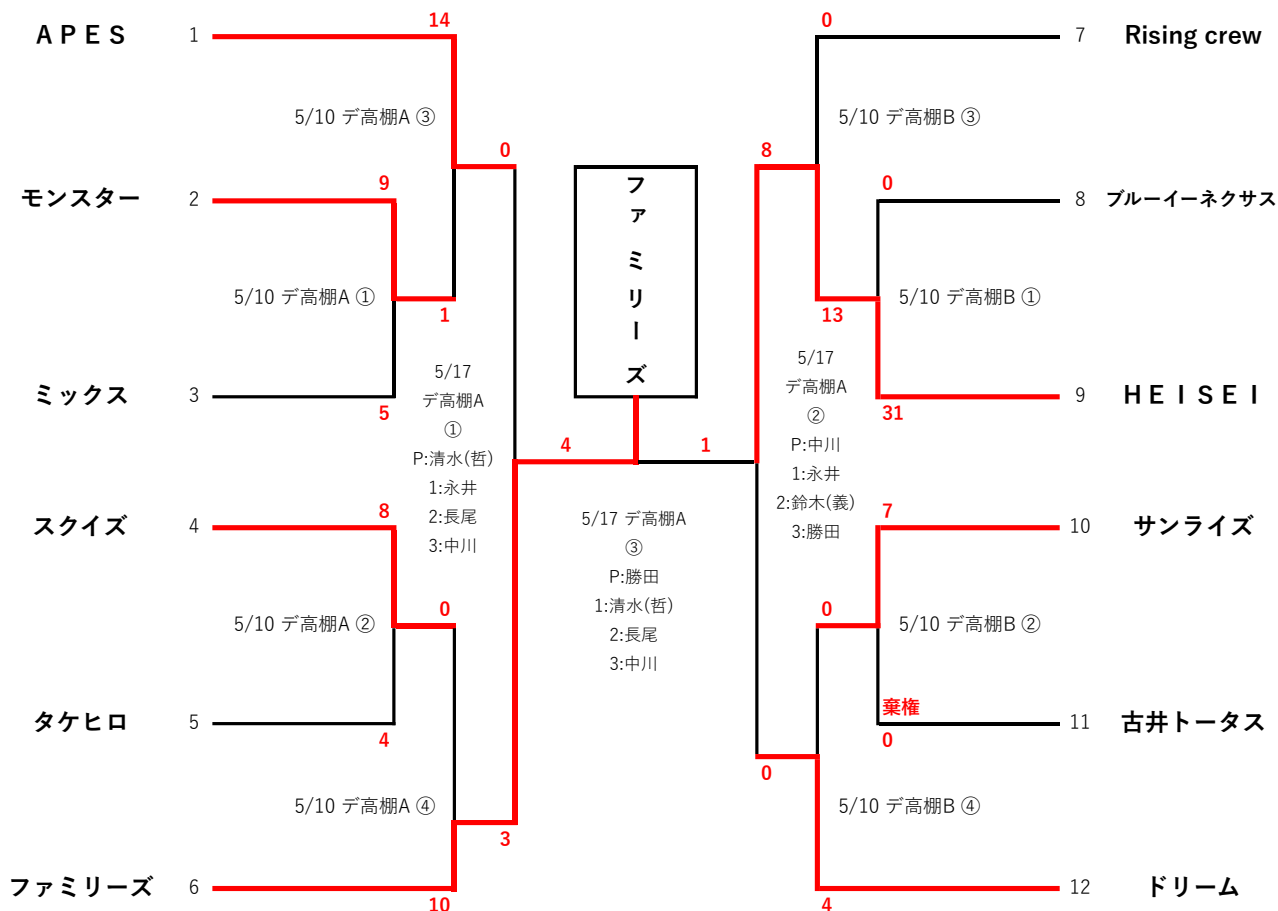 14
0
ＡＰＥＳ 1
7 Rising crew
5/10 デ高棚A ③
5/10 デ高棚B ③
0
8
9
0
モンスター 2
8 ブルーイーネクサス
ファミリーズ
5/10 デ高棚A ①
5/10 デ高棚B ①
1
13
5/17
デ高棚A
①
P:清水(哲)
1:永井
2:長尾
3:中川
5/17
デ高棚A
②
P:中川
1:永井
2:鈴木(義)
3:勝田
ミックス 3
9 ＨＥＩＳＥＩ
5
31
4
1
8
7
スクイズ 4
10 サンライズ
5/17 デ高棚A
③
P:勝田
1:清水(哲)
2:長尾
3:中川
0
0
5/10 デ高棚A ②
5/10 デ高棚B ②
棄権
タケヒロ 5
11 古井トータス
4
0
0
5/10 デ高棚A ④
5/10 デ高棚B ④
3
ファミリーズ 6
12 ドリーム
10
4